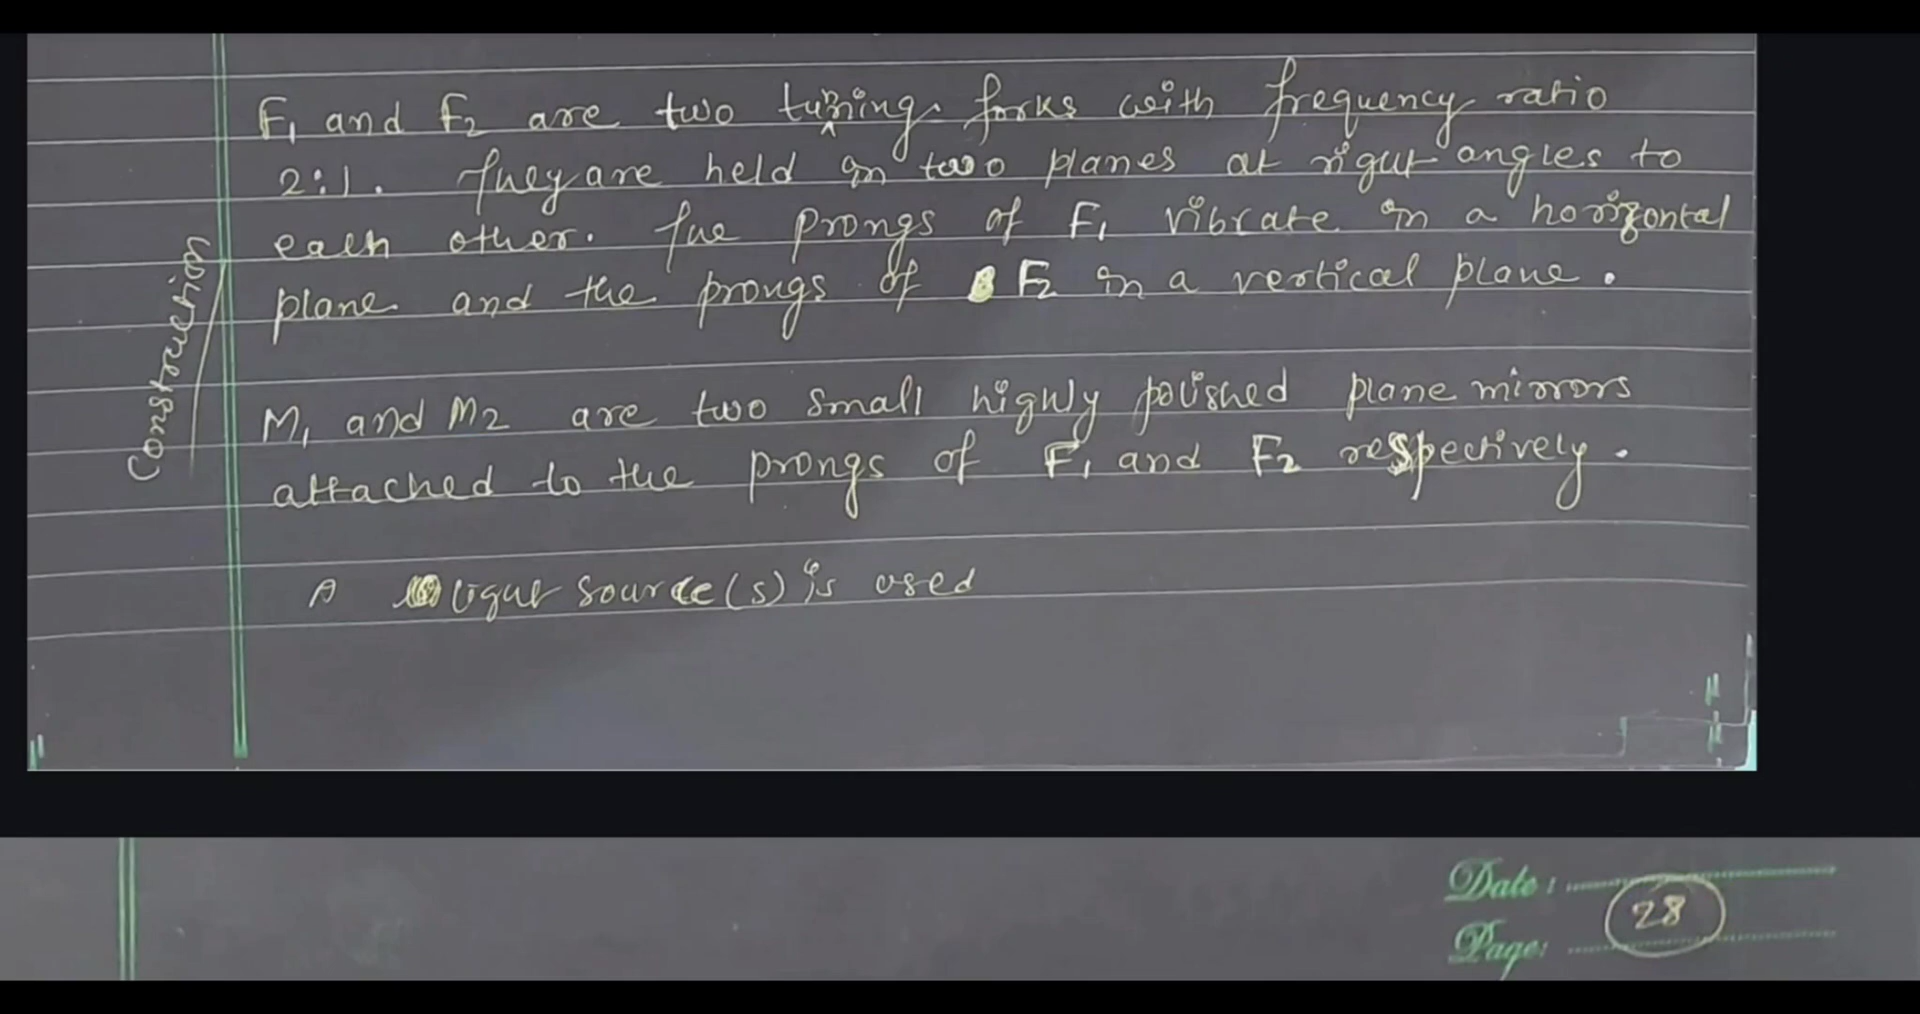 F₁ and F₂ are two tuning forks with frequency ratio
2:1. They are held in two planes at right angles to
each other. The prongs of F₁ vibrate in a horizontal
plane and the prongs of F₂ in a vertical plane.
Construction
M₁ and M2 are two small highly polished plane mirrors
attached to the prongs of F₁ and F₂ respectively.
A light source(s) is used
Date:
28
Page: